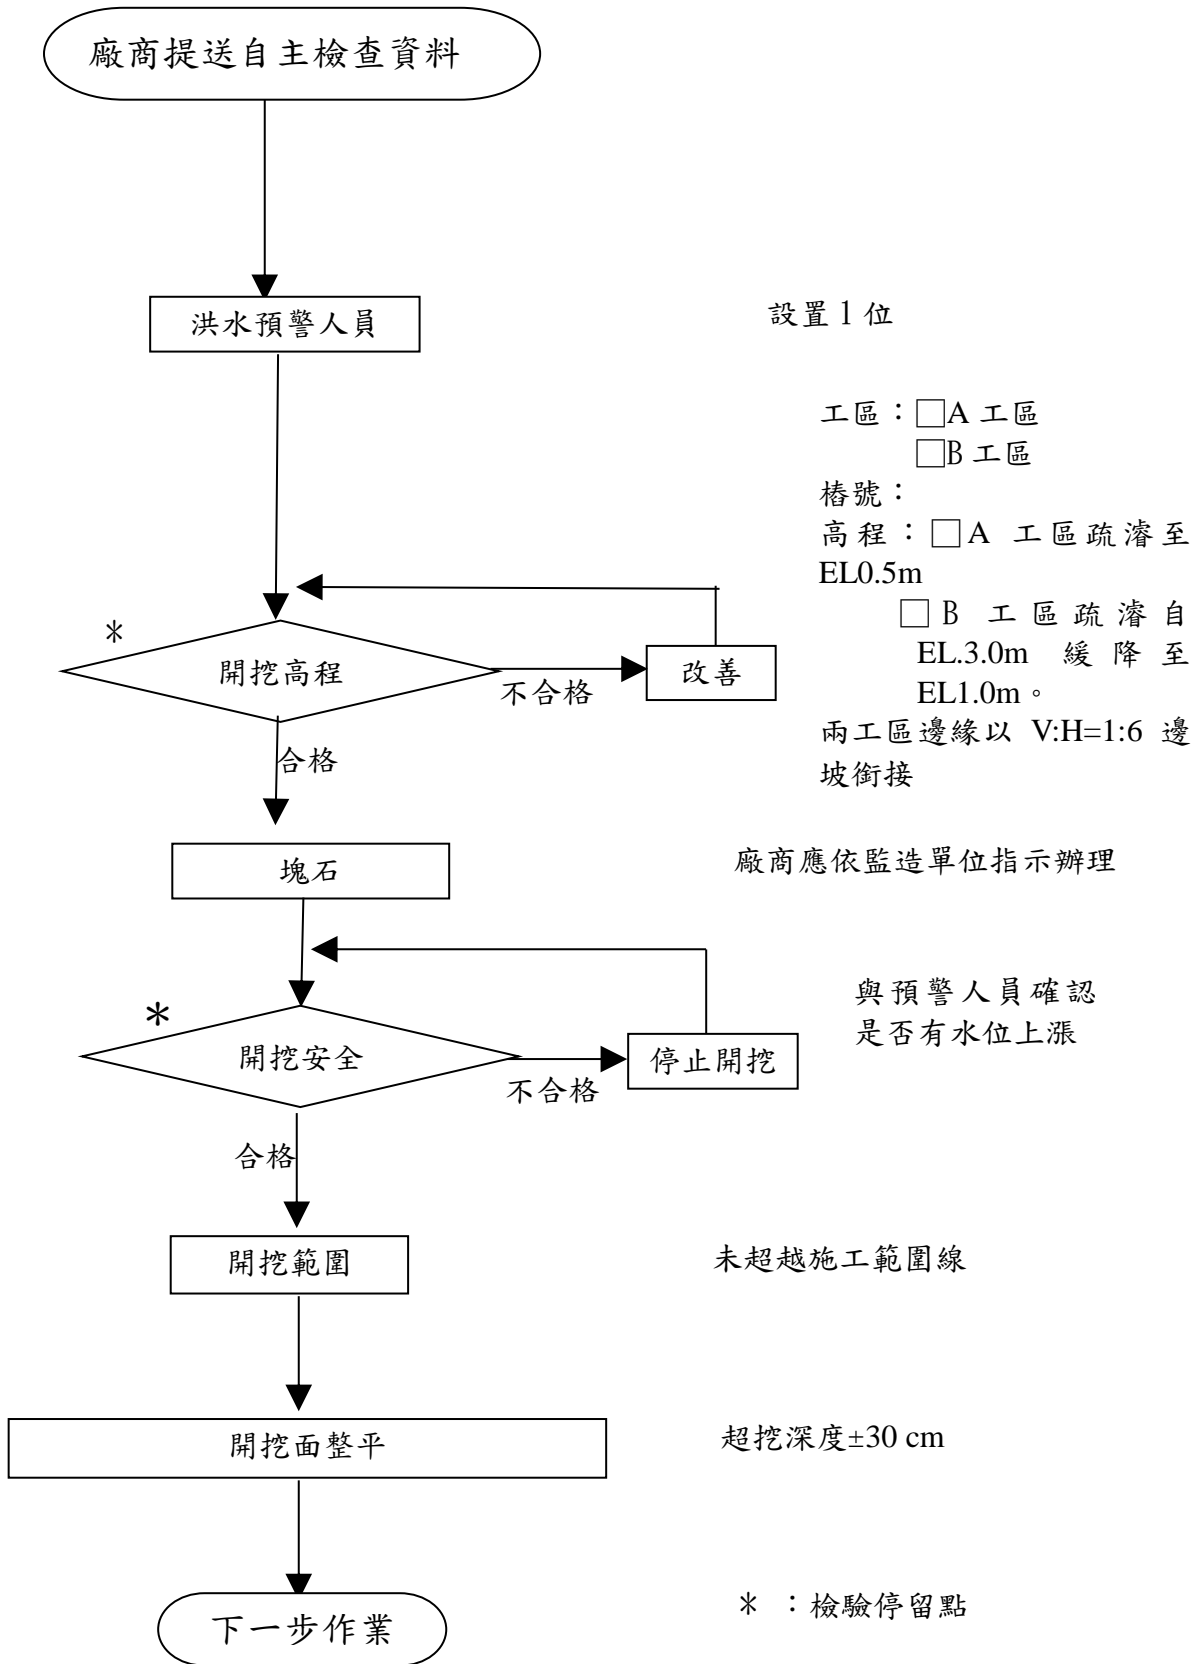 廠商提送自主檢查資料
洪水預警人員
設置1位
工區：□A 工區
□B 工區
樁號：
高程：□A 工區疏濬至
EL0.5m
□B 工區疏濬自
EL.3.0m 緩降至
EL1.0m。
兩工區邊緣以 V:H=1:6 邊
坡銜接
*
開挖高程
不合格
改善
合格
塊石
廠商應依監造單位指示辦理
*
開挖安全
不合格
停止開挖
與預警人員確認
是否有水位上漲
合格
開挖範圍
未超越施工範圍線
開挖面整平
超挖深度±30 cm
下一步作業
* ：檢驗停留點